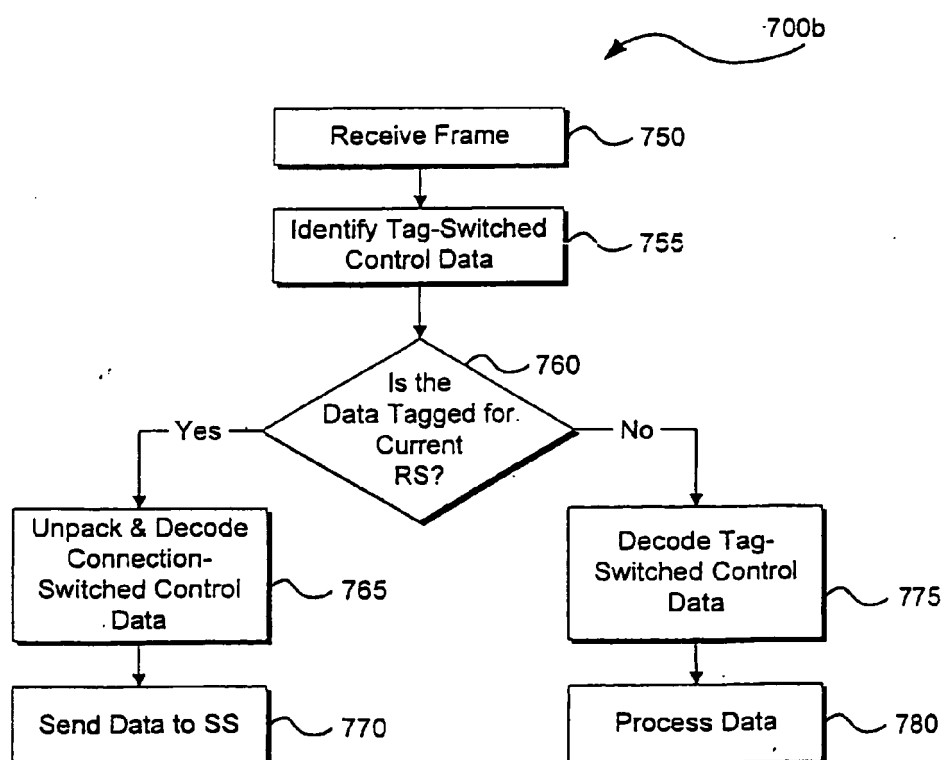 700b
Receive Frame
750
Identify Tag-Switched
Control Data
755
760
Is the
Data Tagged for
Current
RS?
Yes
No
Unpack & Decode
Connection-
Switched Control
Data
765
Decode Tag-
Switched Control
Data
775
Send Data to SS
770
Process Data
780